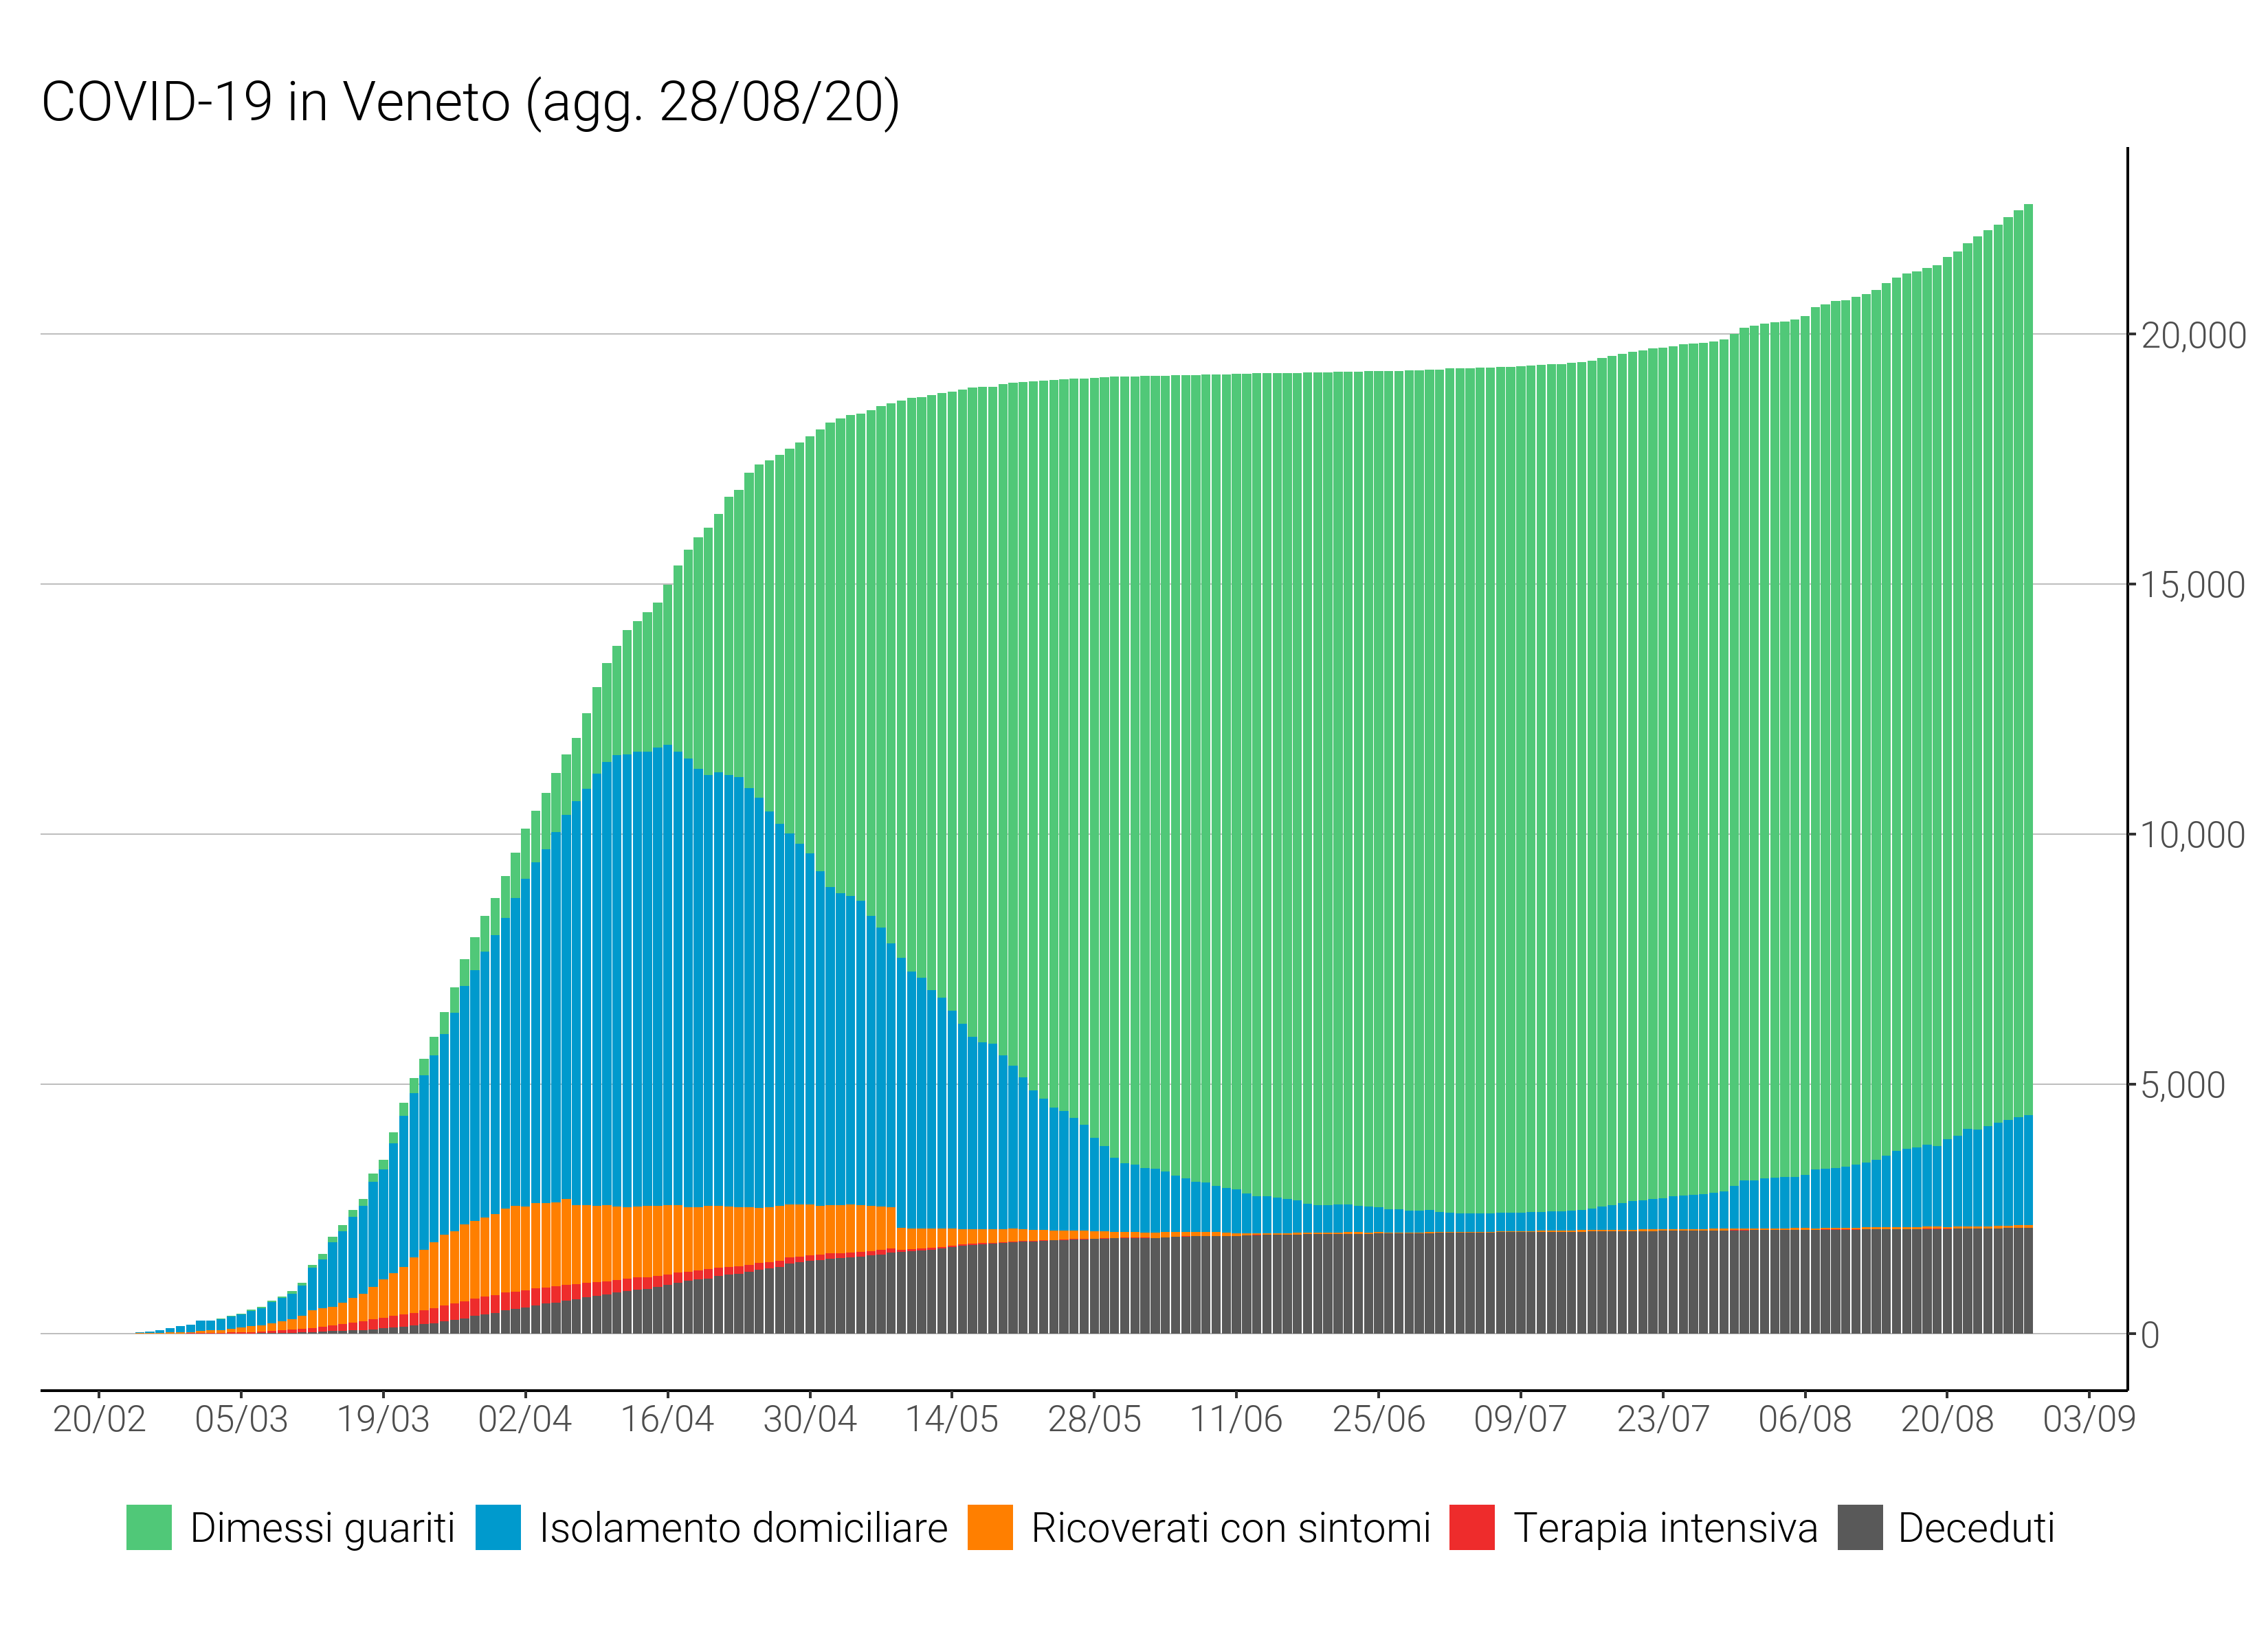 COVID-19 in Veneto (agg. 28/08/20)
20,000
15,000
10,000
5,000
0
20/02 05/03 19/03 02/04 16/04 30/04 14/05 28/05 11/06 25/06 09/07 23/07 06/08 20/08 03/09
Dimessi guariti Isolamento domiciliare Ricoverati con sintomi Terapia intensiva Deceduti